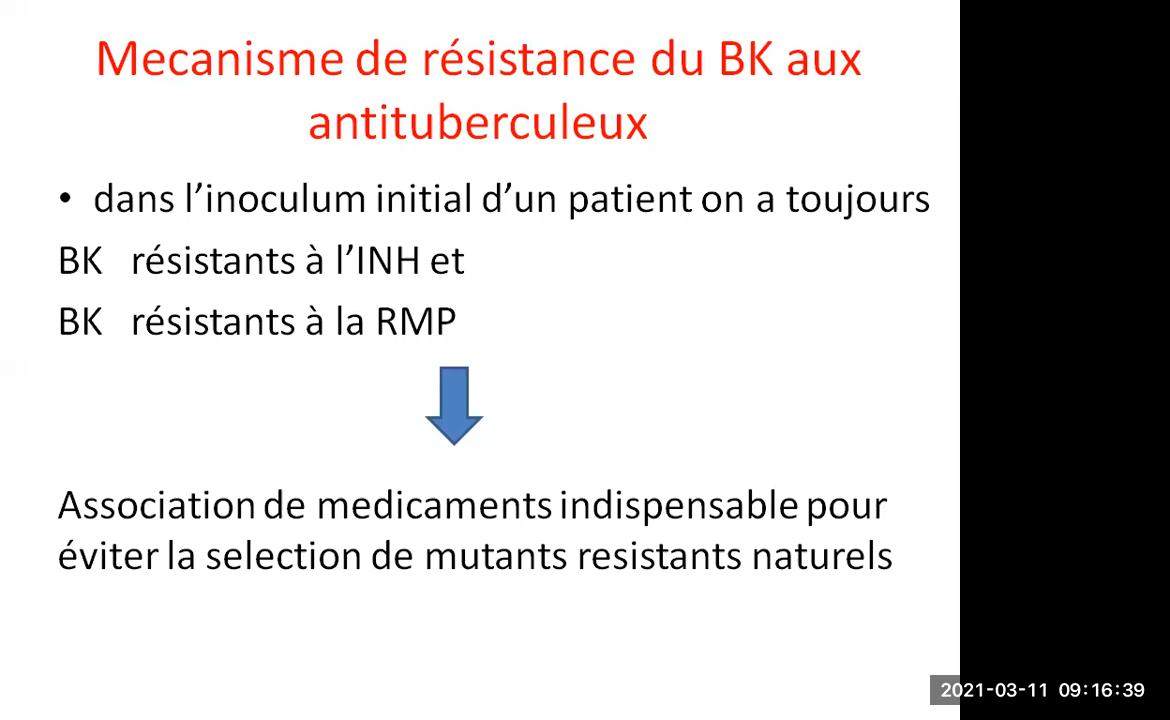 Mecanisme de résistance du BK aux
antituberculeux
• dans l’inoculum initial d’un patient on a toujours
BK résistants à l’INH et
BK résistants à la RMP
Association de medicaments indispensable pour
éviter la selection de mutants resistants naturels
2021-03-11 09:16:39